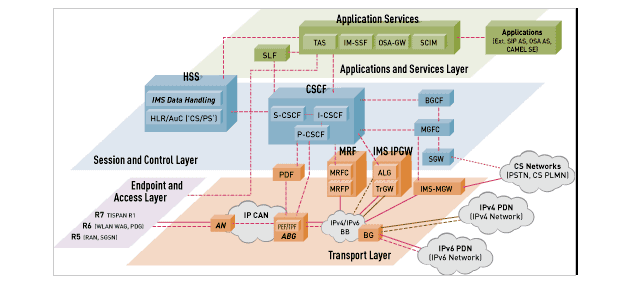 Application Services
TAS
IM-SSF
OSA-GW
SCIM
Applications
(Ext. SIP AS, OSA AS,
CAMEL SE)
SLF
Applications and Services Layer
HSS
IMS Data Handling
HLR/AuC ('CS/PS')
CSCF
S-CSCF
I-CSCF
P-CSCF
BGCF
MGFC
SGW
Session and Control Layer
MRF
IMS IPGW
CS Networks
(PSTN, CS PLMN)
PDF
MRFC
MRFP
ALG
TrGW
IMS-MGW
Endpoint and
Access Layer
R7 TISPAN R1
R6 (WLAN WAG, PDG)
R5 (RAN, SGSN)
AN
IP CAN
PEF/TPF
ABG
IPv4/IPv6
BB
BG
IPv4 PDN
(IPv4 Network)
IPv6 PDN
(IPv6 Network)
Transport Layer